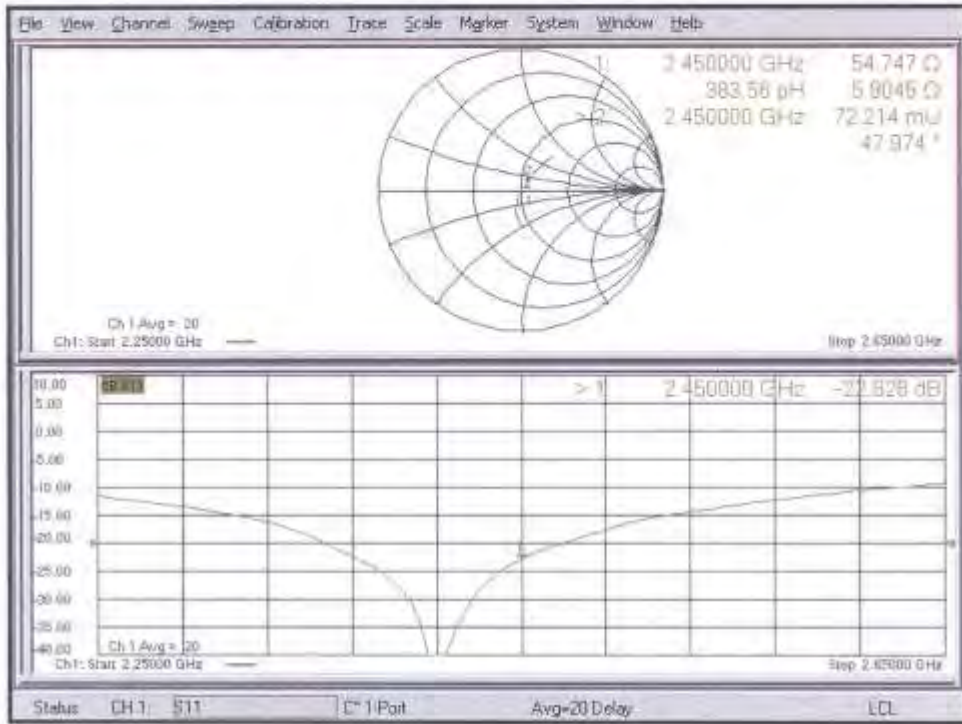 File View Channel Sweep Calibration Trace Scale Marker System Window Help
1: 2.450000 GHz 54.747 Ω
383.56 pH 5.9045 Ω
>2: 2.450000 GHz 72.214 mU
47.974 °
Ch 1 Avg = 20
Ch1: Start 2.25000 GHz
Stop 2.65000 GHz
10.00
5.00
0.00
-5.00
-10.00
-15.00
-20.00
-25.00
-30.00
-35.00
-40.00
dB S11
> 1: 2.450000 GHz -22.828 dB
Ch 1 Avg = 20
Ch1: Start 2.25000 GHz
Stop 2.65000 GHz
Status CH 1: S11 C* 1-Port Avg=20 Delay LCL